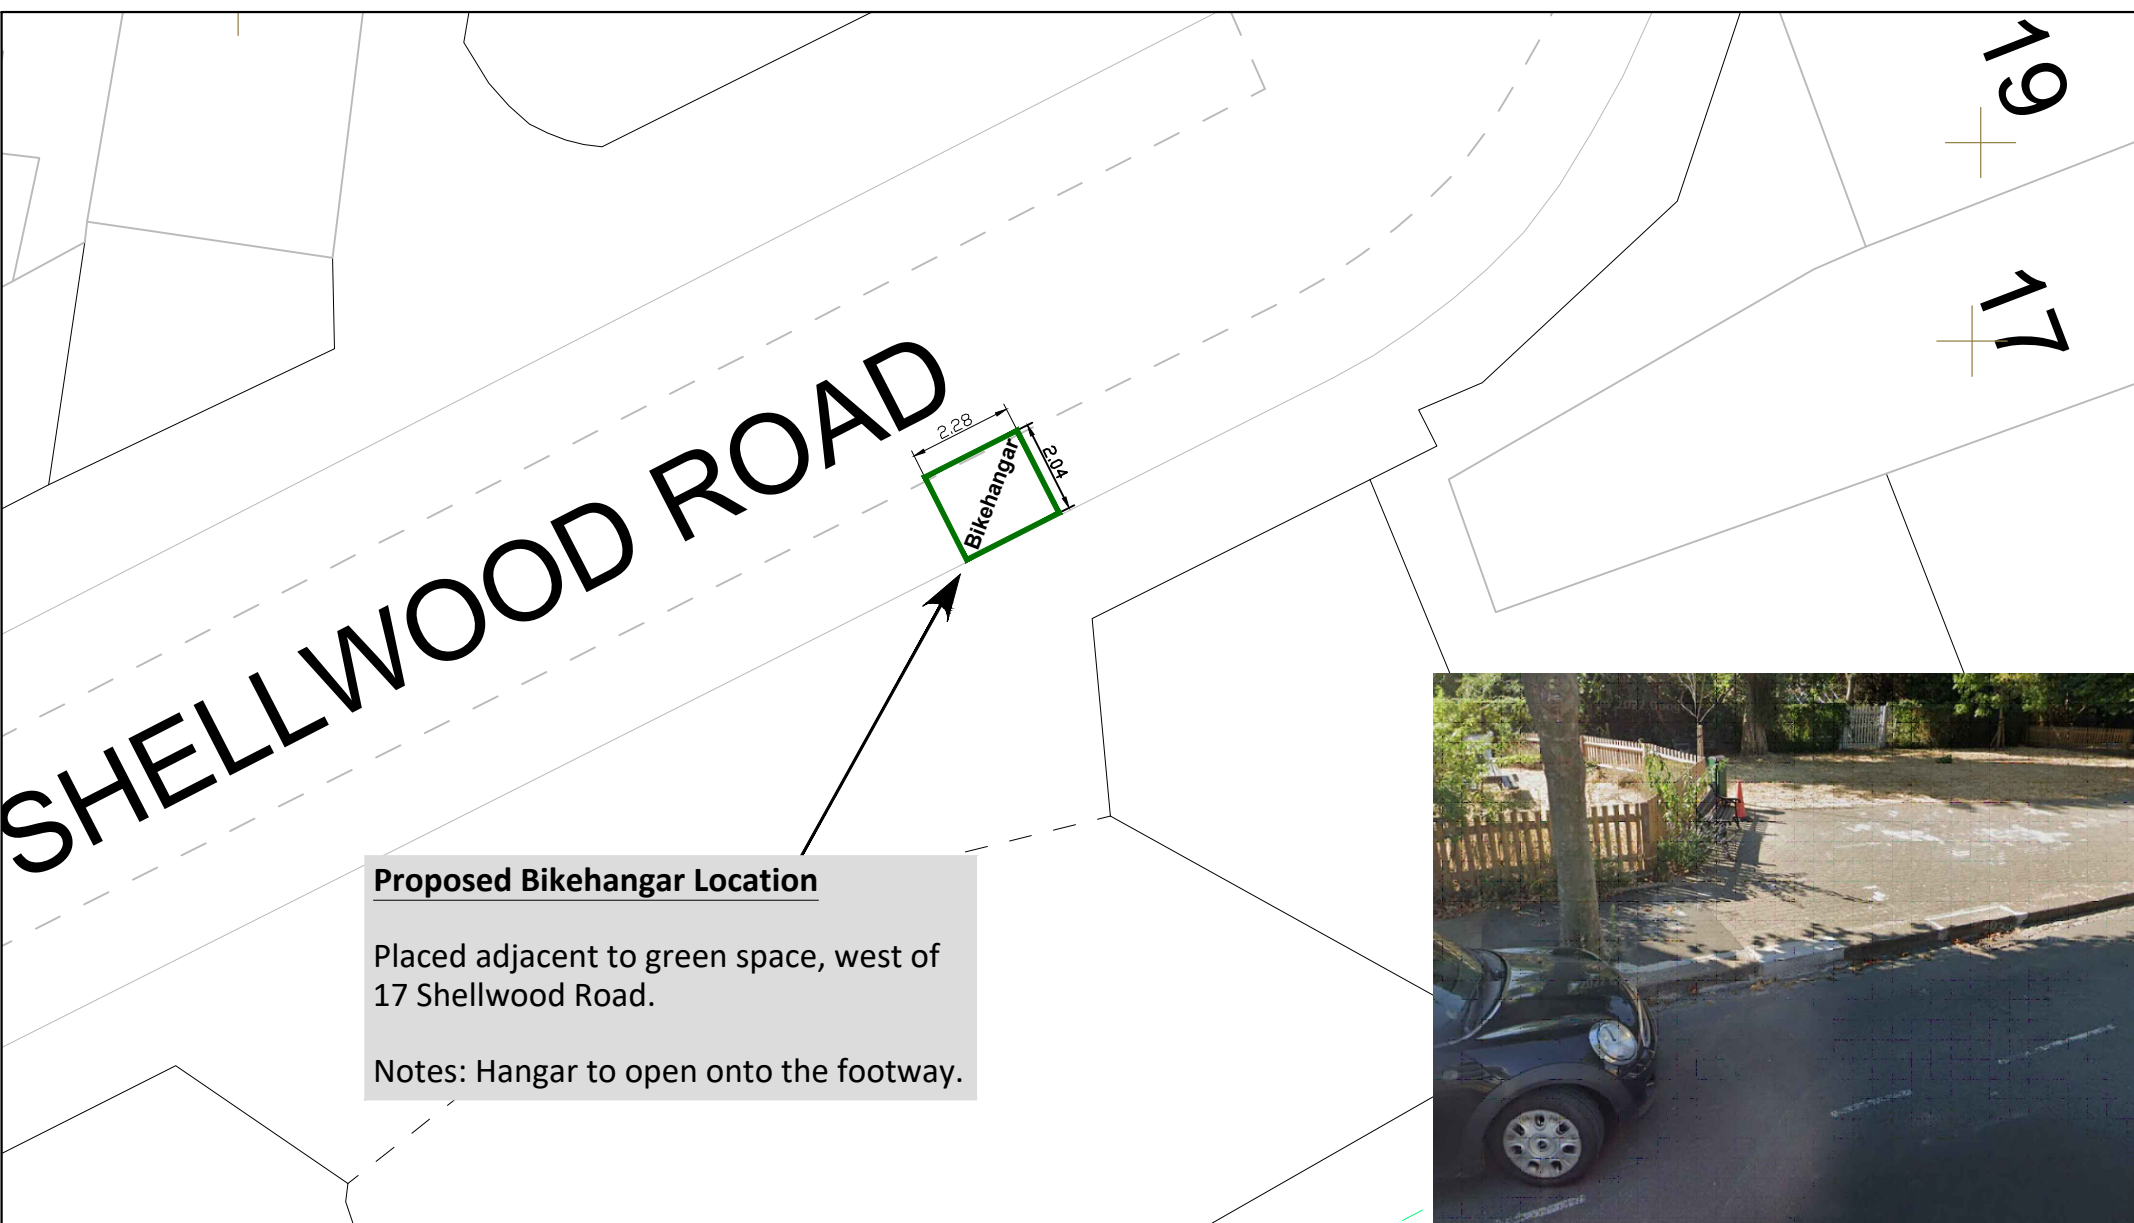 19
17
SHELLWOOD ROAD
2.28
2.04
Bikehangar
Proposed Bikehangar Location
Placed adjacent to green space, west of
17 Shellwood Road.
Notes: Hangar to open onto the footway.